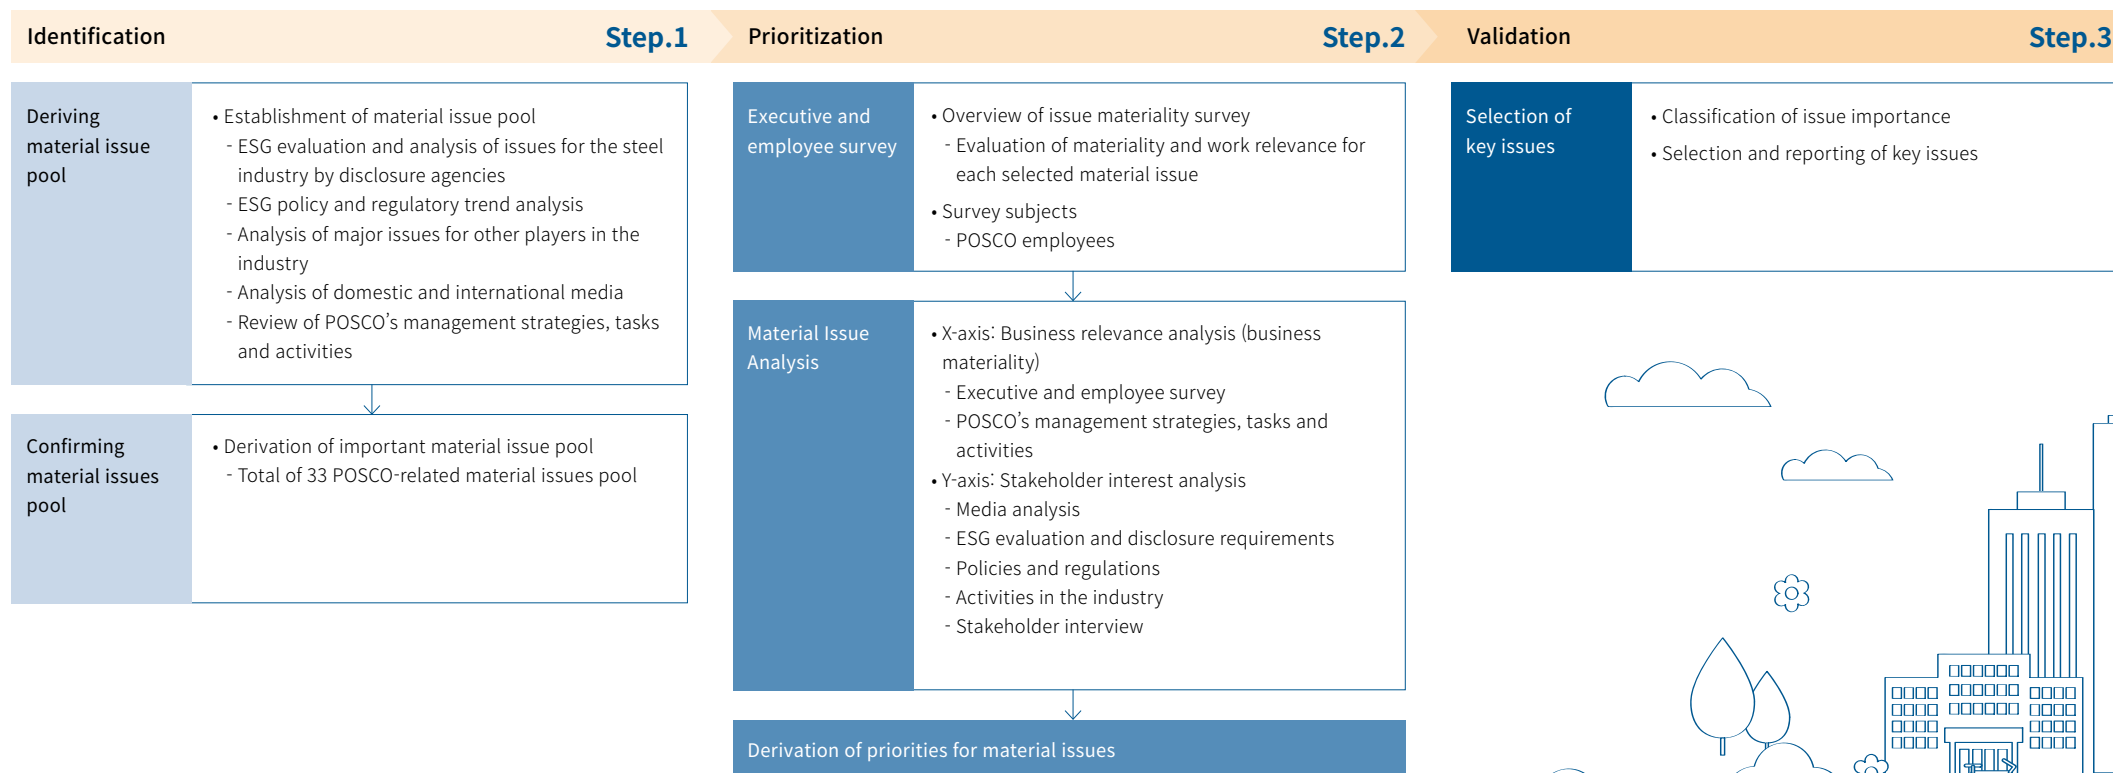 Identification
Step.1
Deriving
material issue
pool
• Establishment of material issue pool
- ESG evaluation and analysis of issues for the steel
industry by disclosure agencies
- ESG policy and regulatory trend analysis
- Analysis of major issues for other players in the
industry
- Analysis of domestic and international media
- Review of POSCO’s management strategies, tasks
and activities
Confirming
material issues
pool
• Derivation of important material issue pool
- Total of 33 POSCO-related material issues pool
Prioritization
Step.2
Executive and
employee survey
• Overview of issue materiality survey
- Evaluation of materiality and work relevance for
each selected material issue
• Survey subjects
- POSCO employees
Material Issue
Analysis
• X-axis: Business relevance analysis (business
materiality)
- Executive and employee survey
- POSCO’s management strategies, tasks and
activities
• Y-axis: Stakeholder interest analysis
- Media analysis
- ESG evaluation and disclosure requirements
- Policies and regulations
- Activities in the industry
- Stakeholder interview
Derivation of priorities for material issues
Validation
Step.3
Selection of
key issues
• Classification of issue importance
• Selection and reporting of key issues